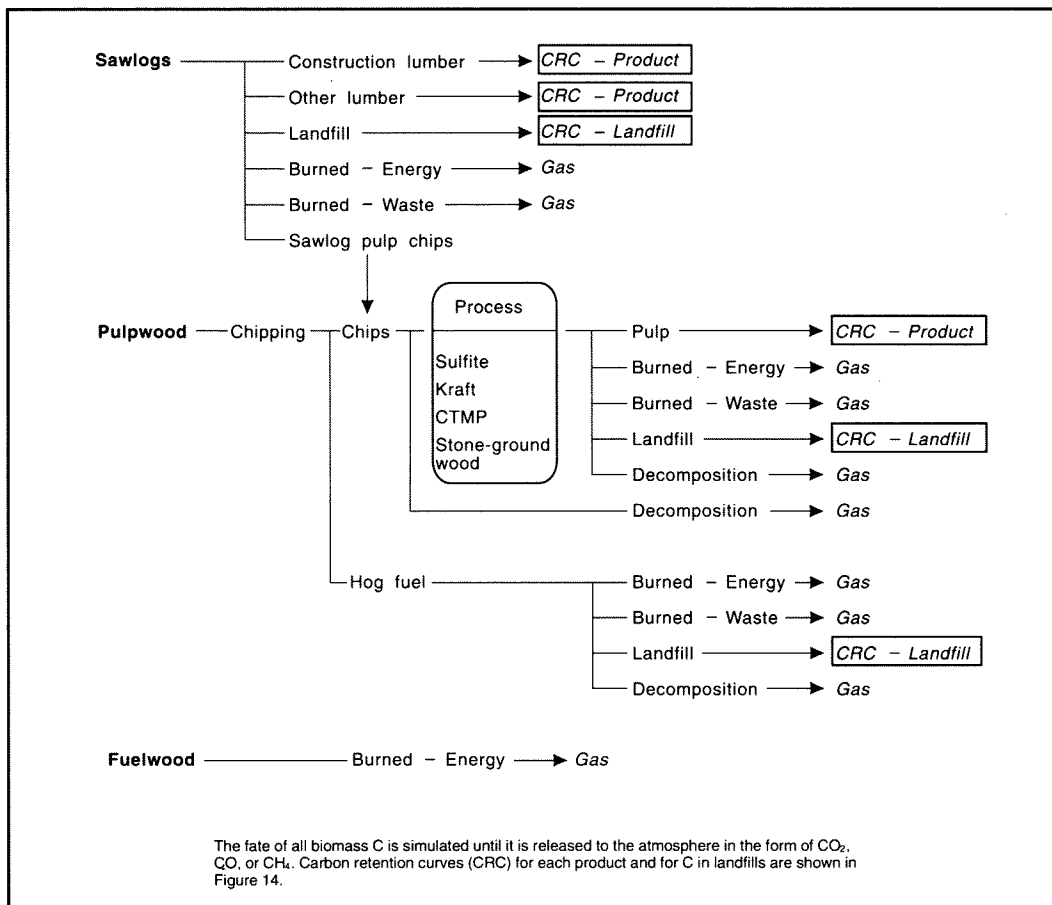 Sawlogs Construction lumber CRC – Product
Other lumber CRC – Product
Landfill CRC – Landfill
Burned – Energy Gas
Burned – Waste Gas
Sawlog pulp chips
Process
Pulpwood Chipping Chips Pulp CRC – Product
Sulfite Burned – Energy Gas
Kraft Burned – Waste Gas
CTMP Landfill CRC – Landfill
Stone-ground
wood
Decomposition Gas
Decomposition Gas
Hog fuel Burned – Energy Gas
Burned – Waste Gas
Landfill CRC – Landfill
Decomposition Gas
Fuelwood Burned – Energy Gas
The fate of all biomass C is simulated until it is released to the atmosphere in the form of CO₂,
CO, or CH₄. Carbon retention curves (CRC) for each product and for C in landfills are shown in
Figure 14.